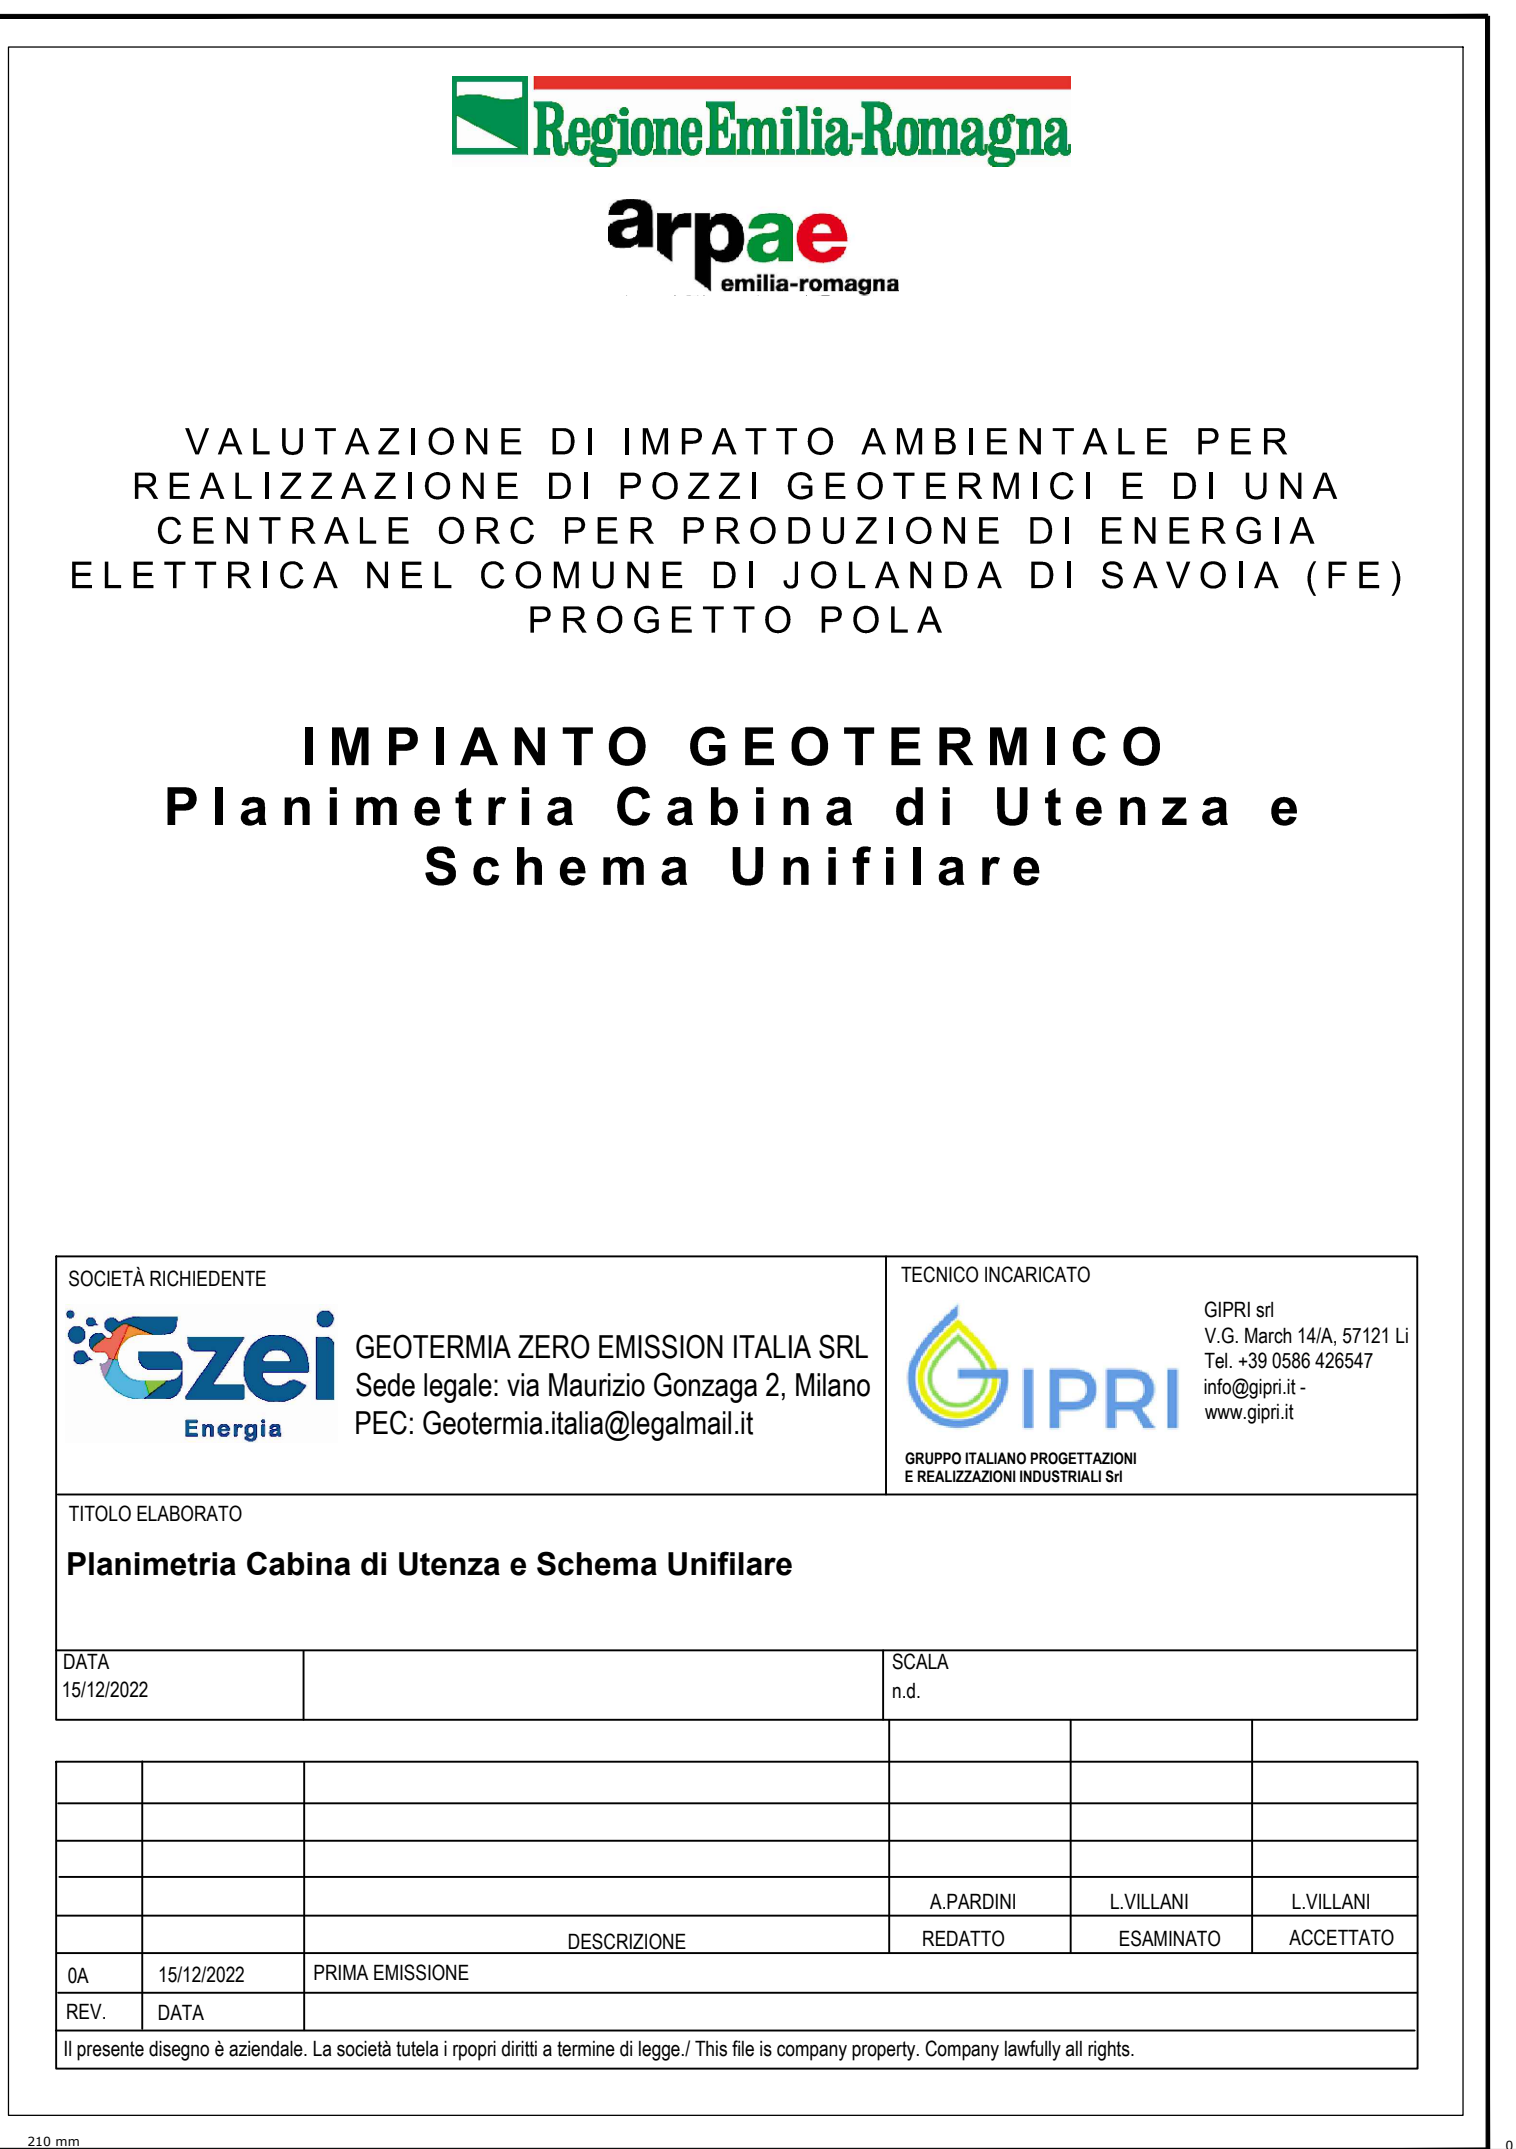 RegioneEmilia-Romagna
arpae
emilia-romagna
VALUTAZIONE DI IMPATTO AMBIENTALE PER
REALIZZAZIONE DI POZZI GEOTERMICI E DI UNA
CENTRALE ORC PER PRODUZIONE DI ENERGIA
ELETTRICA NEL COMUNE DI JOLANDA DI SAVOIA (FE)
PROGETTO POLA
IMPIANTO GEOTERMICO
Planimetria Cabina di Utenza e
Schema Unifilare
SOCIETÀ RICHIEDENTE
Gzei
Energia
GEOTERMIA ZERO EMISSION ITALIA SRL
Sede legale: via Maurizio Gonzaga 2, Milano
PEC: Geotermia.italia@legalmail.it
TECNICO INCARICATO
GIPRI
GRUPPO ITALIANO PROGETTAZIONI
E REALIZZAZIONI INDUSTRIALI Srl
GIPRI srl
V.G. March 14/A, 57121 Li
Tel. +39 0586 426547
info@gipri.it -
www.gipri.it
TITOLO ELABORATO
Planimetria Cabina di Utenza e Schema Unifilare
DATA
15/12/2022
SCALA
n.d.
A.PARDINI L.VILLANI L.VILLANI
DESCRIZIONE REDATTO ESAMINATO ACCETTATO
0A 15/12/2022 PRIMA EMISSIONE
REV. DATA
Il presente disegno è aziendale. La società tutela i rpopri diritti a termine di legge./ This file is company property. Company lawfully all rights.
210 mm
0